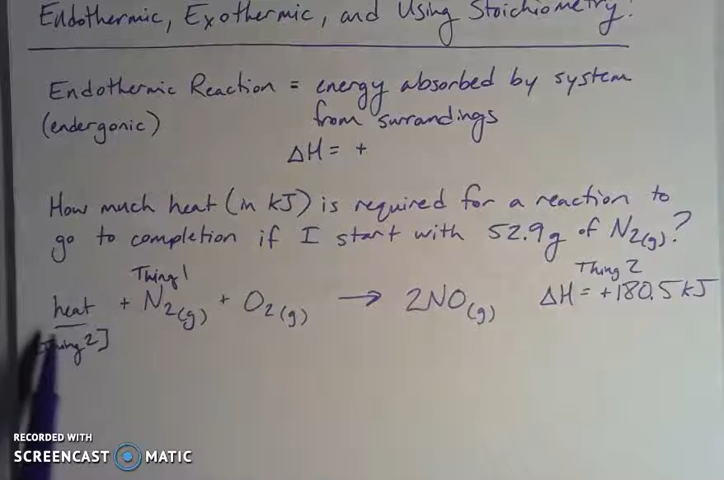 Endothermic, Exothermic, and Using Stoichiometry!
Endothermic Reaction = energy absorbed by system
(endergonic) from surrandings
ΔH = +
How much heat (in kJ) is required for a reaction to
go to completion if I start with 52.9g of N2(g)?
Thing 1 Thing 2
heat + N2(g) + O2(g) → 2NO(g) ΔH = +180.5 kJ
[Thing 2]
RECORDED WITH
SCREENCAST MATIC